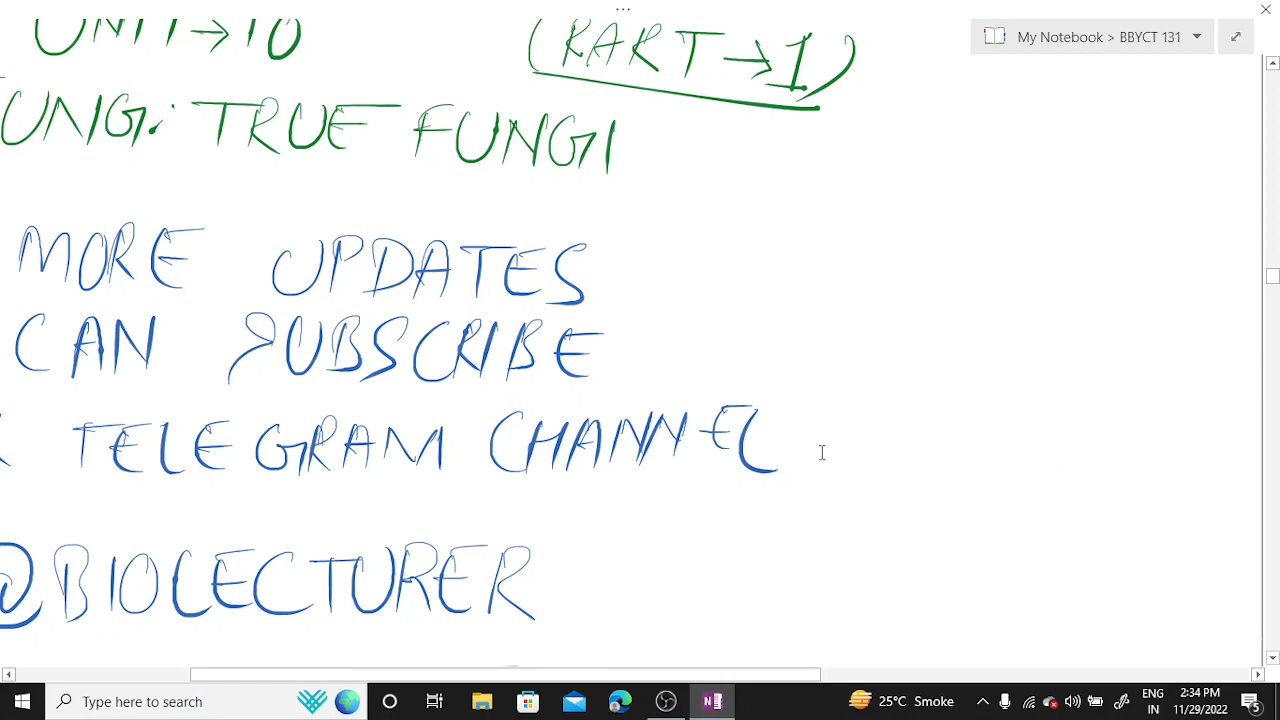 UNIT → 10 (PART → 1)
FUNGI: TRUE FUNGI
MORE UPDATES
CAN SUBSCRIBE
TELEGRAM CHANNEL
@BIOLECTURER
My Notebook > BBYCT 131
Type here to search
25°C Smoke
ENG
IN
2:34 PM
11/29/2022
5